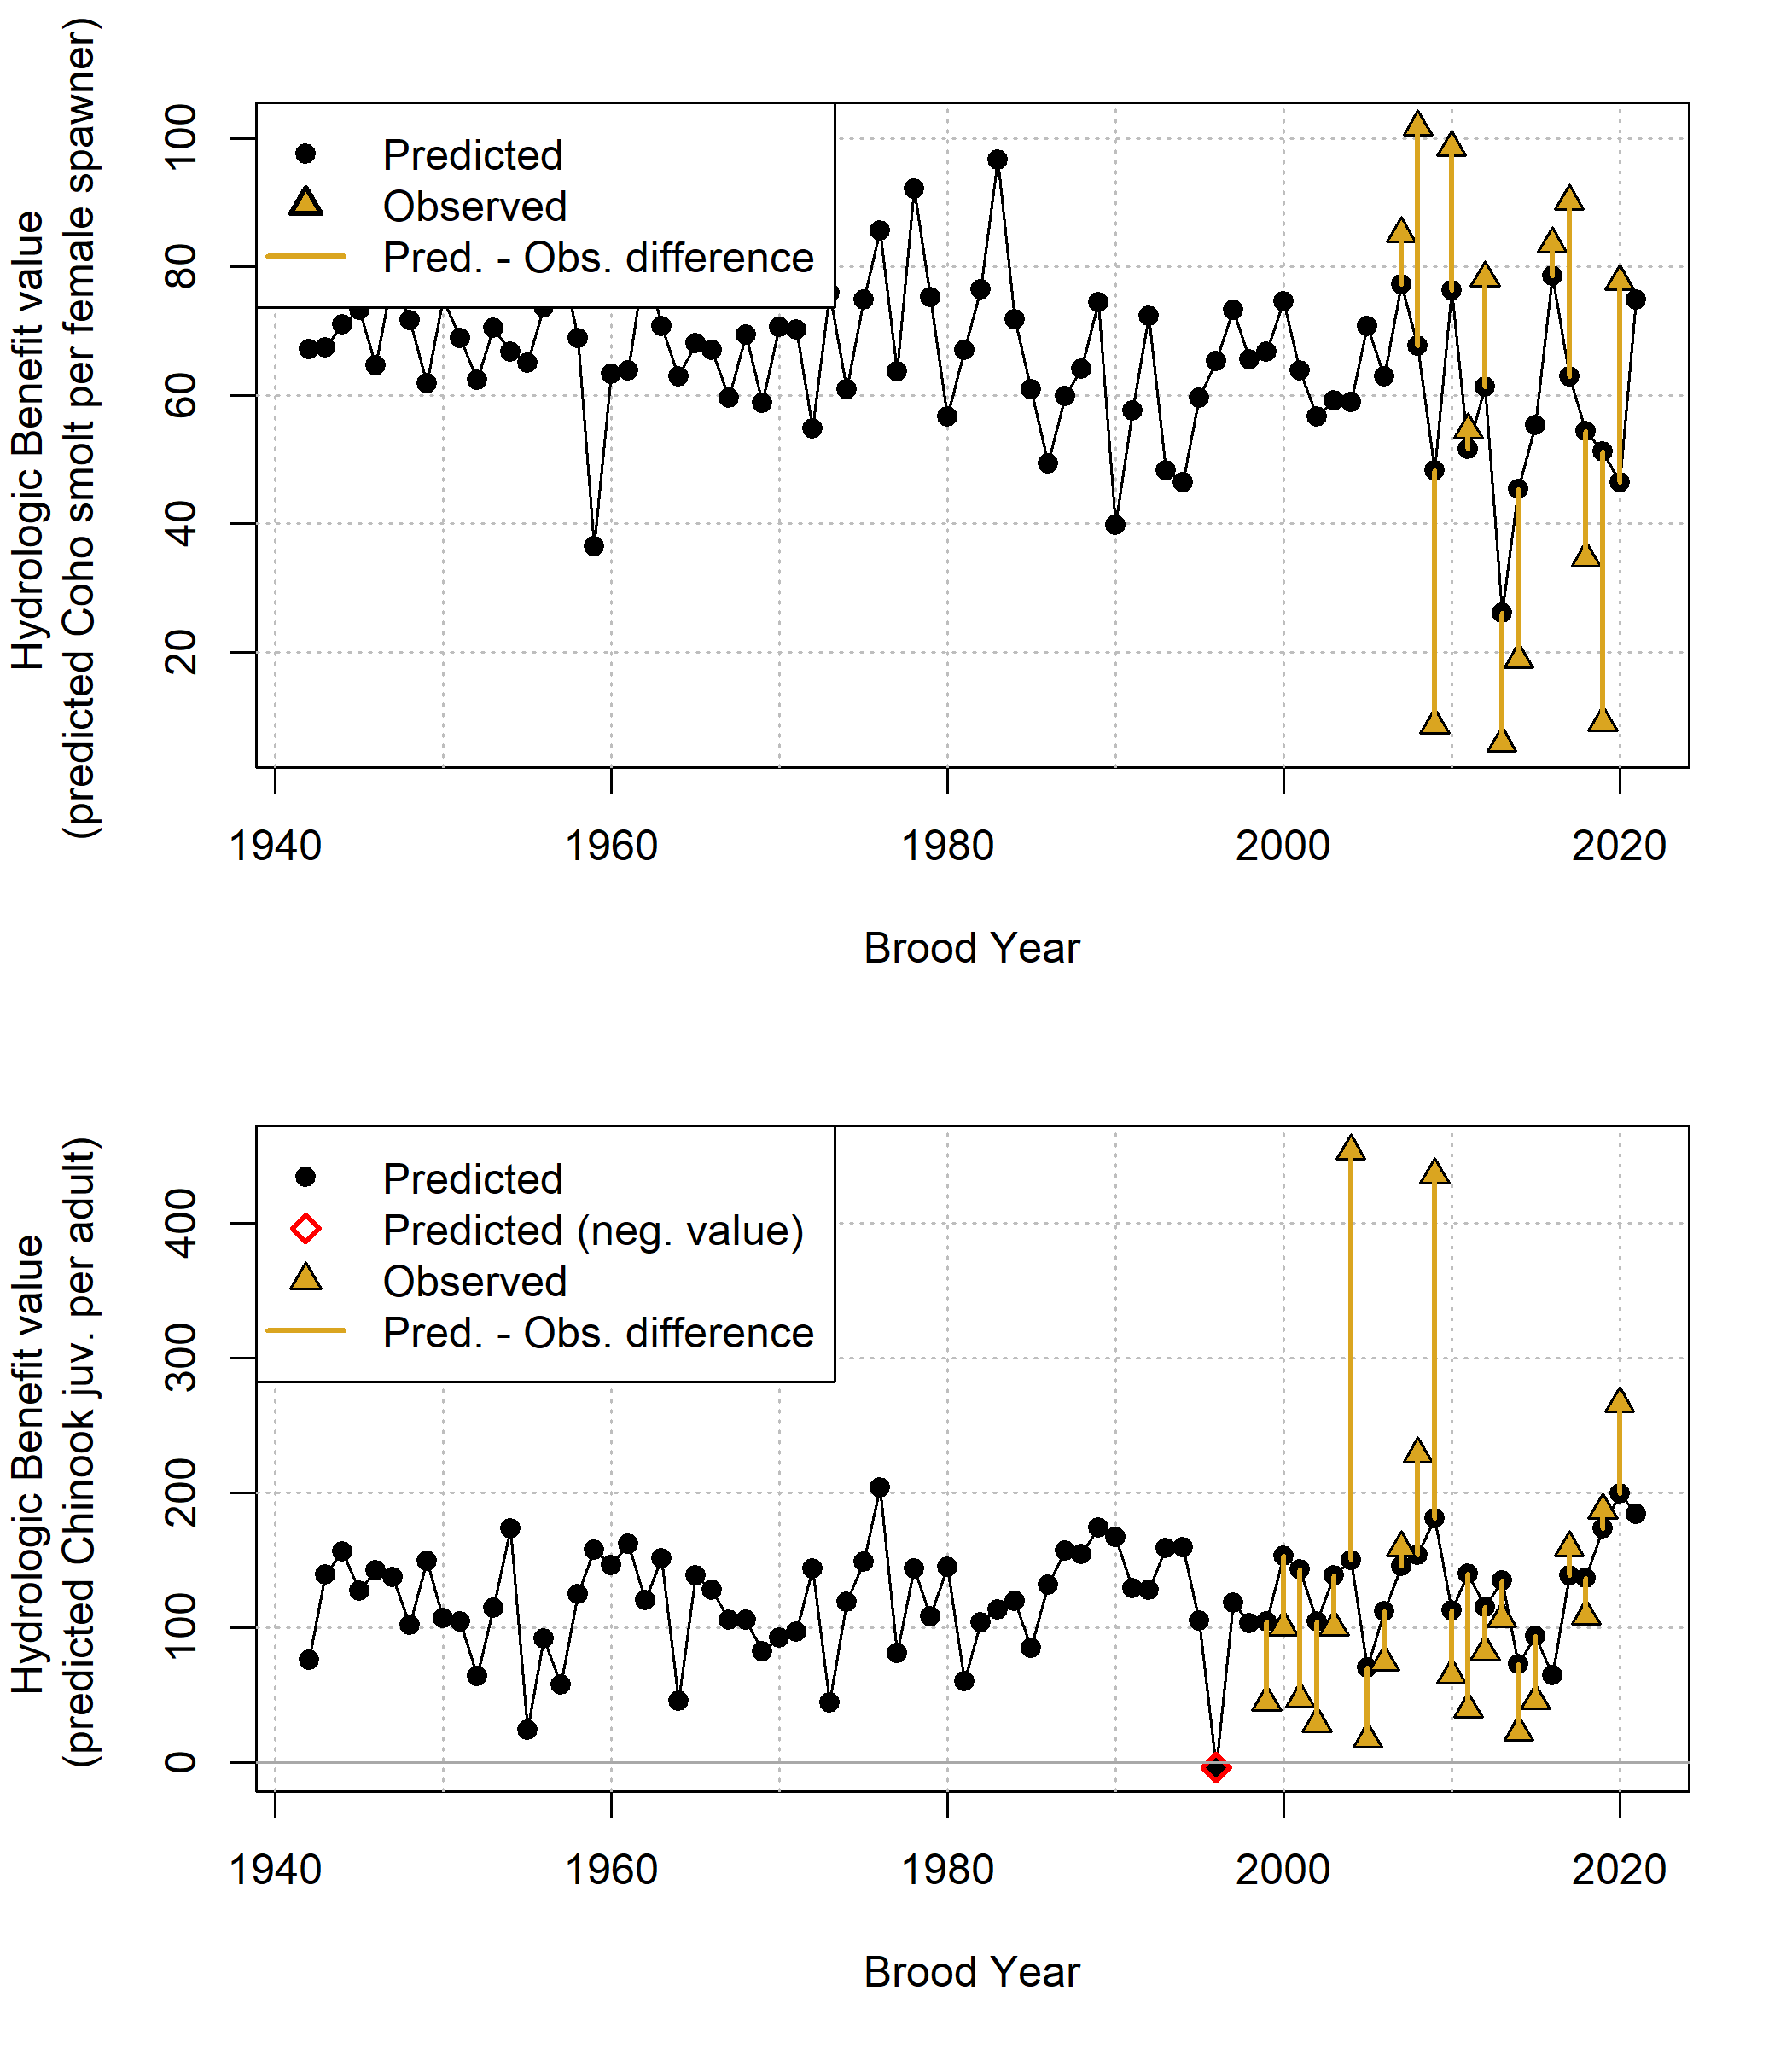 Hydrologic Benefit value
(predicted Coho smolt per female spawner)
100
80
60
40
20
Predicted
Observed
Pred. - Obs. difference
1940 1960 1980 2000 2020
Brood Year
Hydrologic Benefit value
(predicted Chinook juv. per adult)
400
300
200
100
0
Predicted
Predicted (neg. value)
Observed
Pred. - Obs. difference
1940 1960 1980 2000 2020
Brood Year